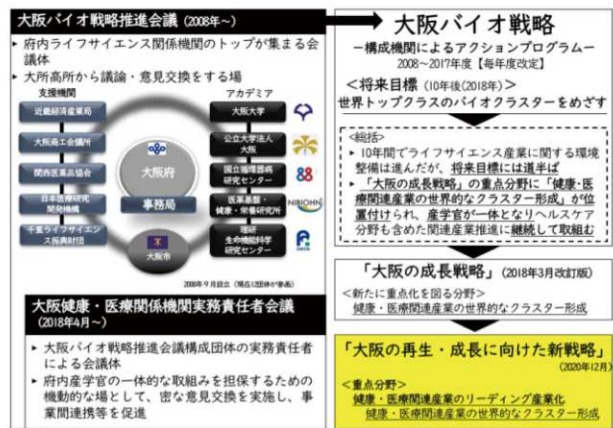 大阪バイオ戦略推進会議 (2008年～)
▸ 府内ライフサイエンス関係機関のトップが集まる会
議体
▸ 大所高所から議論・意見交換をする場
支援機関
アカデミア
近畿経済産業局
大阪商工会議所
関西医薬品協会
日本医療研究
開発機構
千里ライフサイエ
ンス振興財団
大阪府
事務局
大阪市
大阪大学
公立大学法人
大阪
国立循環器病
研究センター
医薬基盤・
健康・栄養研究所
NIBIOHN
理研
生命機能科学
研究センター
大阪健康・医療関係機関実務責任者会議
(2018年4月～)
▸ 大阪バイオ戦略推進会議構成団体の実務責任者
による会議体
▸ 府内産学官の一体的な取組みを担保するための
機動的な場として、密な意見交換を実施し、事
業間連携等を促進
大阪バイオ戦略
－構成機関によるアクションプログラム－
2008～2017年度【毎年度改定】
＜将来目標（10年後(2018年)＞
世界トップクラスのバイオクラスターをめざす
<総括>
・ 10年間でライフサイエンス産業に関する環境
整備は進んだが、将来目標には道半ば
・ 「大阪の成長戦略」の重点分野に「健康・医
療関連産業の世界的なクラスター形成」が位
置付けられ、産学官が一体となりヘルスケア
分野も含めた関連産業推進に継続して取組む
「大阪の成長戦略」（2018年3月改訂版）
<新たに重点化を図る分野>
健康・医療関連産業の世界的なクラスター形成
「大阪の再生・成長に向けた新戦略」
(2020年12月)
<重点分野>
健康・医療関連産業のリーディング産業化
健康・医療関連産業の世界的なクラスター形成